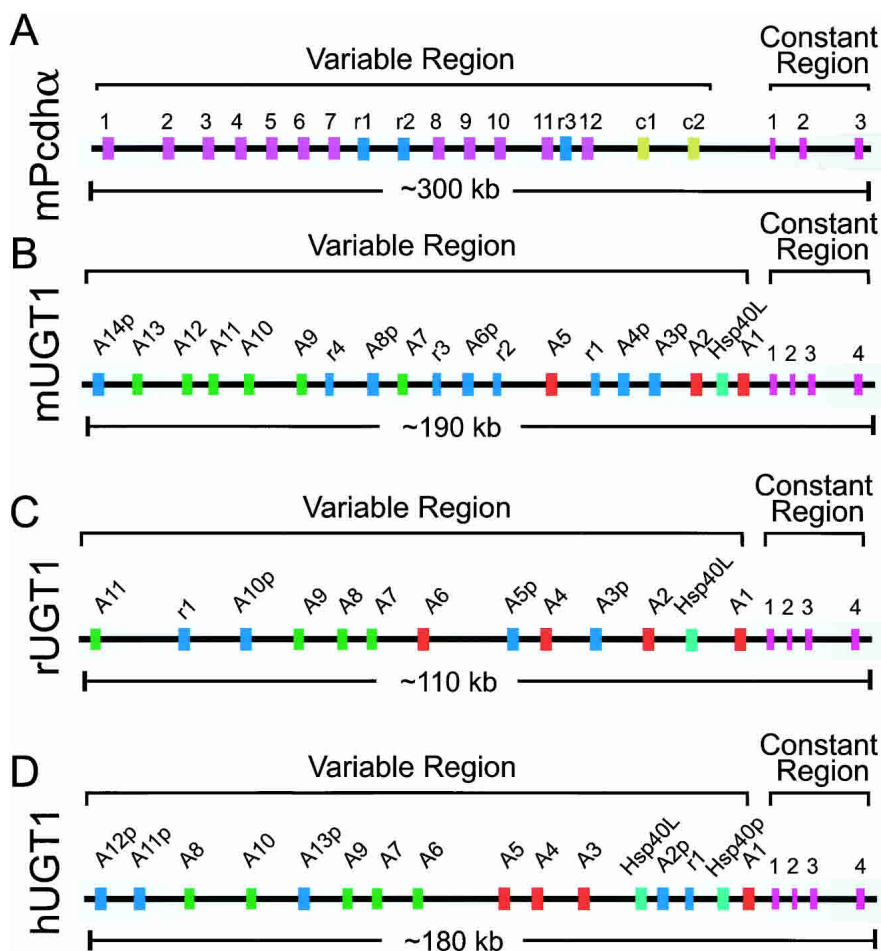 A
mPcdhα
Variable Region
Constant
Region
1 2 3 4 5 6 7 r1 r2 8 9 10 11 r3 12 c1 c2 1 2 3
~300 kb
B
mUGT1
Variable Region
Constant
Region
A14p A13 A12 A11 A10 A9 r4 A8p A7 r3 A6p r2 A5 r1 A4p A3p A2 Hsp40L A1 1 2 3 4
~190 kb
C
rUGT1
Variable Region
Constant
Region
A11 r1 A10p A9 A8 A7 A6 A5p A4 A3p A2 Hsp40L A1 1 2 3 4
~110 kb
D
hUGT1
Variable Region
Constant
Region
A12p A11p A8 A10 A13p A9 A7 A6 A5 A4 A3 Hsp40L A2p r1 Hsp40p A1 1 2 3 4
~180 kb